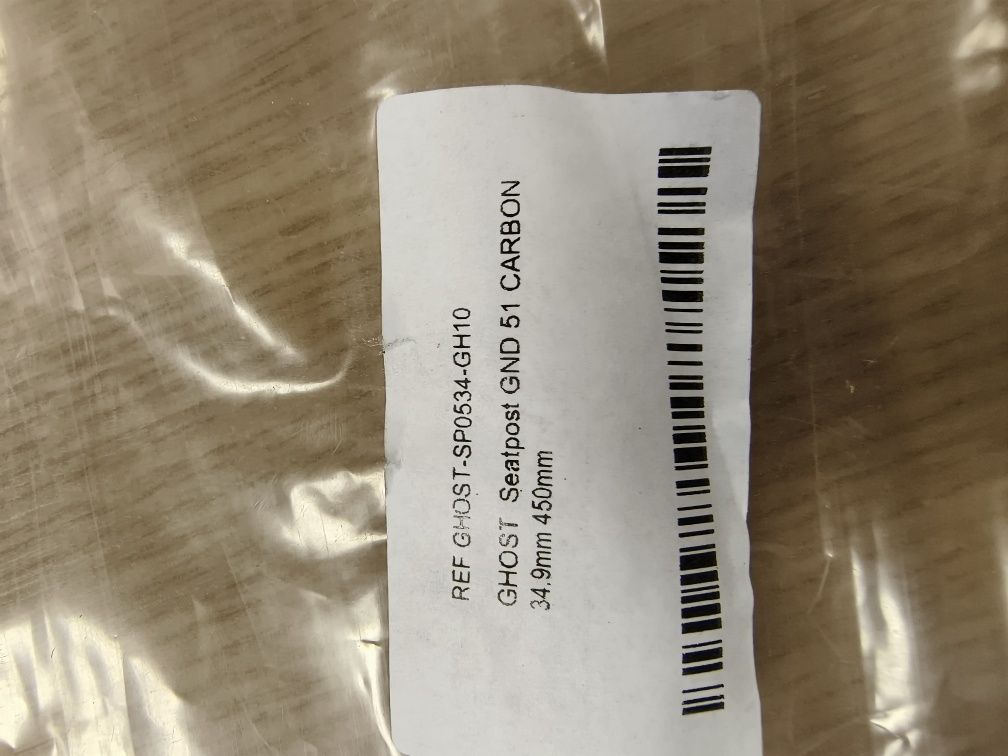 REF GHOST-SP0534-GH10
GHOST Seatpost GND 51 CARBON
34.9mm 450mm